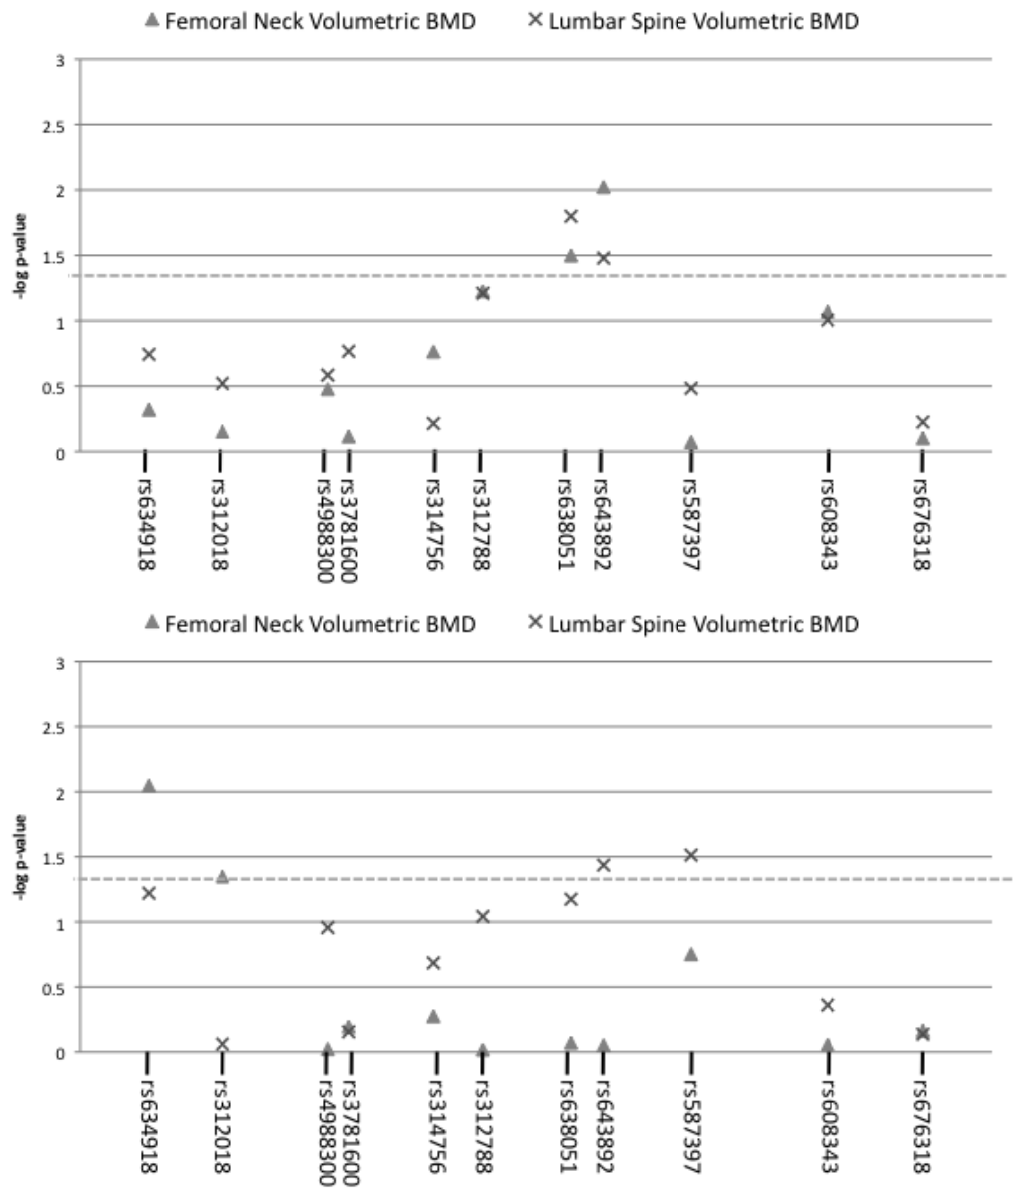 ▲ Femoral Neck Volumetric BMD × Lumbar Spine Volumetric BMD
3
2.5
2
1.5
1
0.5
0
-log p-value
rs634918 rs312018 rs4988300 rs3781600 rs314756 rs312788 rs638051 rs643892 rs587397 rs608343 rs676318
▲ Femoral Neck Volumetric BMD × Lumbar Spine Volumetric BMD
3
2.5
2
1.5
1
0.5
0
-log p-value
rs634918 rs312018 rs4988300 rs3781600 rs314756 rs312788 rs638051 rs643892 rs587397 rs608343 rs676318